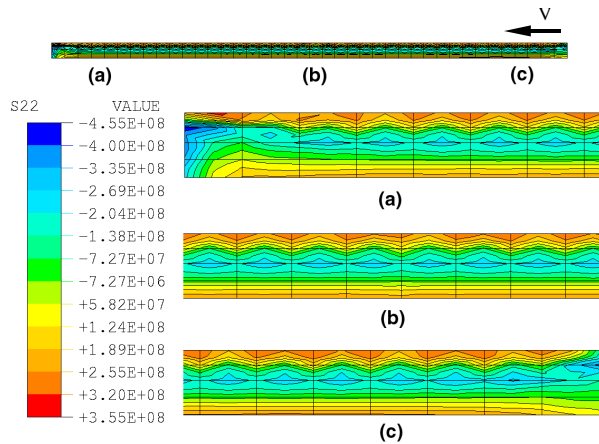 V
(a) (b) (c)
S22 VALUE
-4.55E+08
-4.00E+08
-3.35E+08
-2.69E+08
-2.04E+08
-1.38E+08
-7.27E+07
-7.27E+06
+5.82E+07
+1.24E+08
+1.89E+08
+2.55E+08
+3.20E+08
+3.55E+08
(a)
(b)
(c)